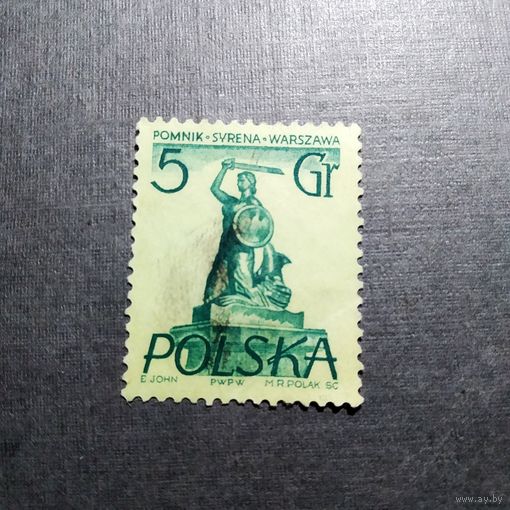 POMNIK • SYRENA • WARSZAWA
5 Gr
POLSKA
E. JOHN PWPW M.R. POLAK SC
www.ay.by